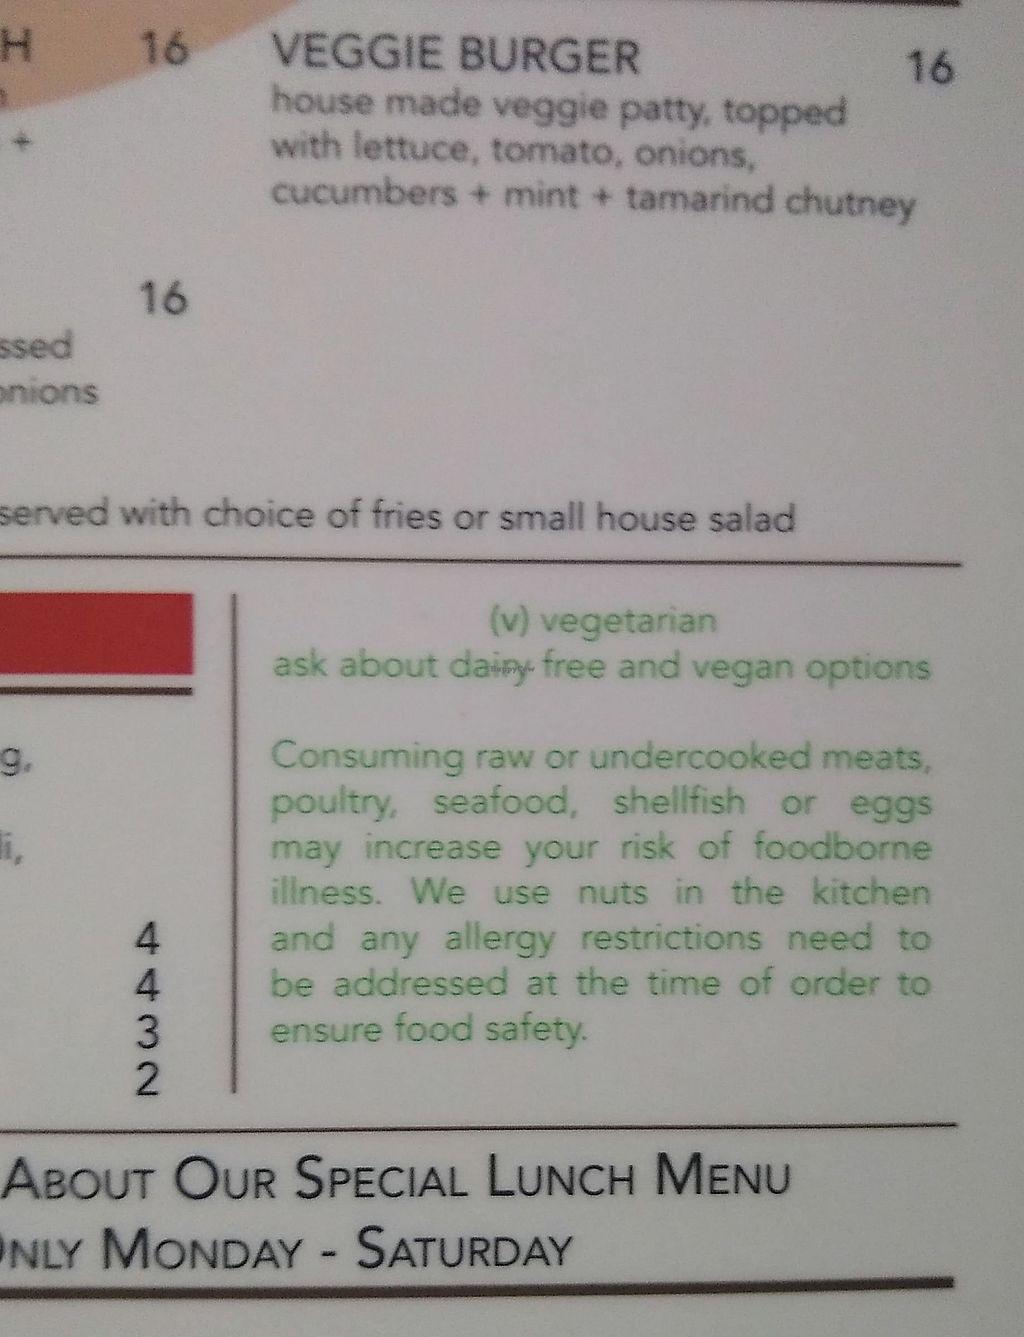 H 16
+
16
ssed
onions
VEGGIE BURGER 16
house made veggie patty, topped
with lettuce, tomato, onions,
cucumbers + mint + tamarind chutney
served with choice of fries or small house salad
g,
li,
4
4
3
2
(v) vegetarian
ask about dairy free and vegan options
HappyCow
Consuming raw or undercooked meats,
poultry, seafood, shellfish or eggs
may increase your risk of foodborne
illness. We use nuts in the kitchen
and any allergy restrictions need to
be addressed at the time of order to
ensure food safety.
ABOUT OUR SPECIAL LUNCH MENU
ONLY MONDAY - SATURDAY